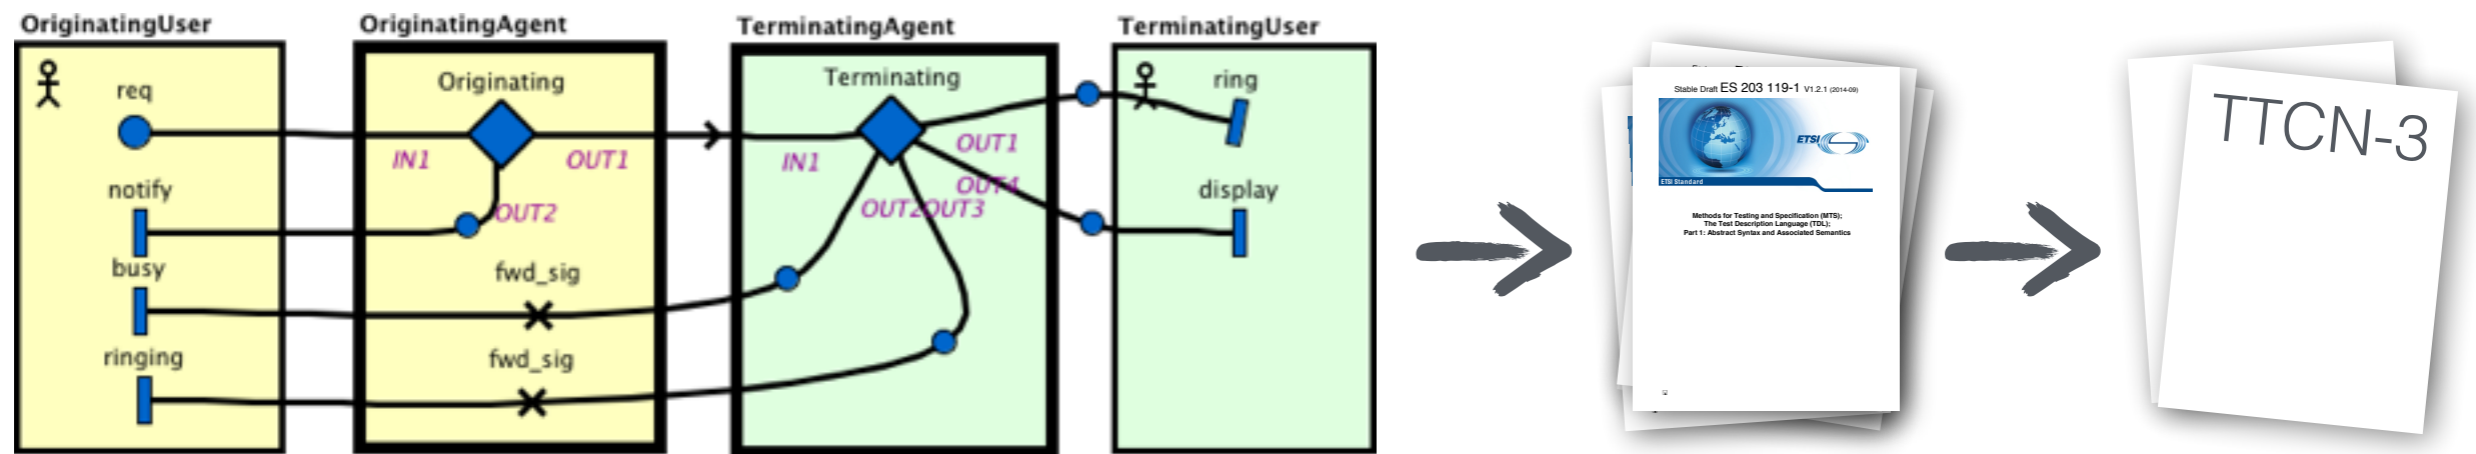 OriginatingUser
OriginatingAgent
TerminatingAgent
TerminatingUser
req
Originating
Terminating
ring
IN1
OUT1
IN1
OUT1
notify
OUT2
OUT4
display
OUT2
OUT3
busy
fwd_sig
ringing
fwd_sig
Stable Draft ES 203 119-1 V1.2.1 (2014-09)
ETSI
ETSI Standard
Methods for Testing and Specification (MTS);
The Test Description Language (TDL);
Part 1: Abstract Syntax and Associated Semantics
TTCN-3